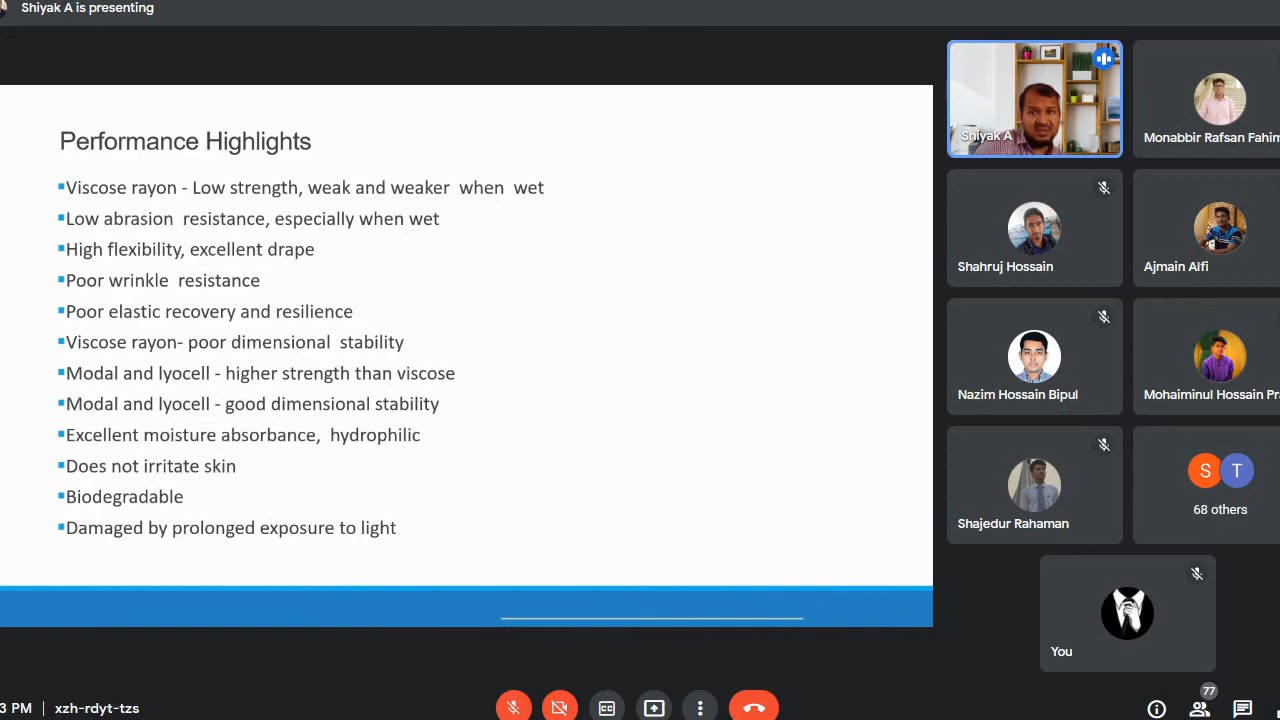 Shiyak A is presenting
Performance Highlights
Viscose rayon - Low strength, weak and weaker when wet
Low abrasion resistance, especially when wet
High flexibility, excellent drape
Poor wrinkle resistance
Poor elastic recovery and resilience
Viscose rayon- poor dimensional stability
Modal and lyocell - higher strength than viscose
Modal and lyocell - good dimensional stability
Excellent moisture absorbance, hydrophilic
Does not irritate skin
Biodegradable
Damaged by prolonged exposure to light
Shiyak A
Monabbir Rafsan Fahim
Shahruj Hossain
Ajmain Alfi
Nazim Hossain Bipul
Mohaiminul Hossain Pr
Shajedur Rahaman
S T
68 others
You
3 PM | xzh-rdyt-tzs
CC
77